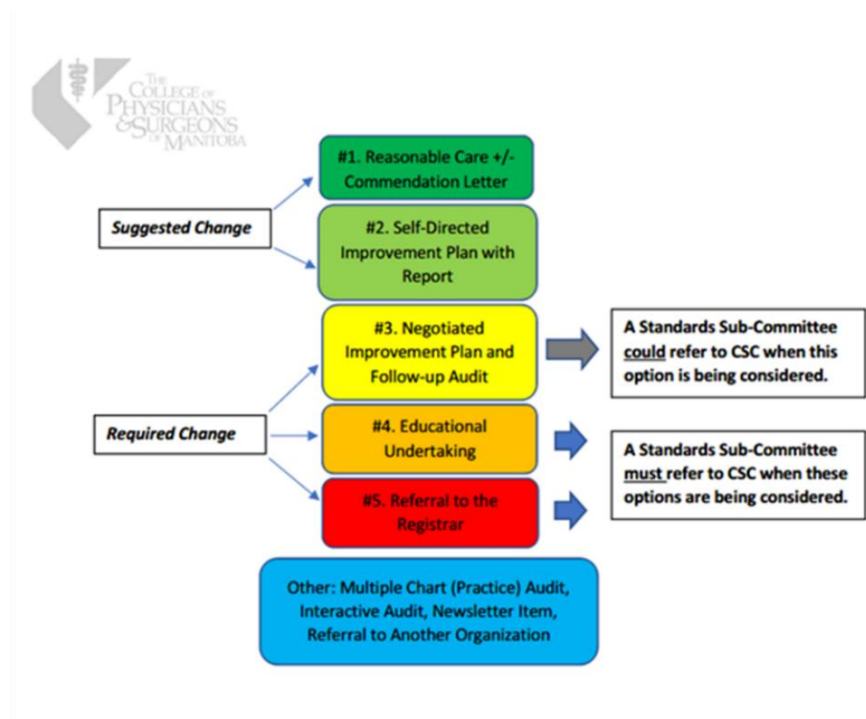 THE
COLLEGE OF
PHYSICIANS
&SURGEONS
OF MANITOBA
#1. Reasonable Care +/-
Commendation Letter
Suggested Change
#2. Self-Directed
Improvement Plan with
Report
#3. Negotiated
Improvement Plan and
Follow-up Audit
A Standards Sub-Committee
could refer to CSC when this
option is being considered.
Required Change
#4. Educational
Undertaking
A Standards Sub-Committee
must refer to CSC when these
options are being considered.
#5. Referral to the
Registrar
Other: Multiple Chart (Practice) Audit,
Interactive Audit, Newsletter Item,
Referral to Another Organization